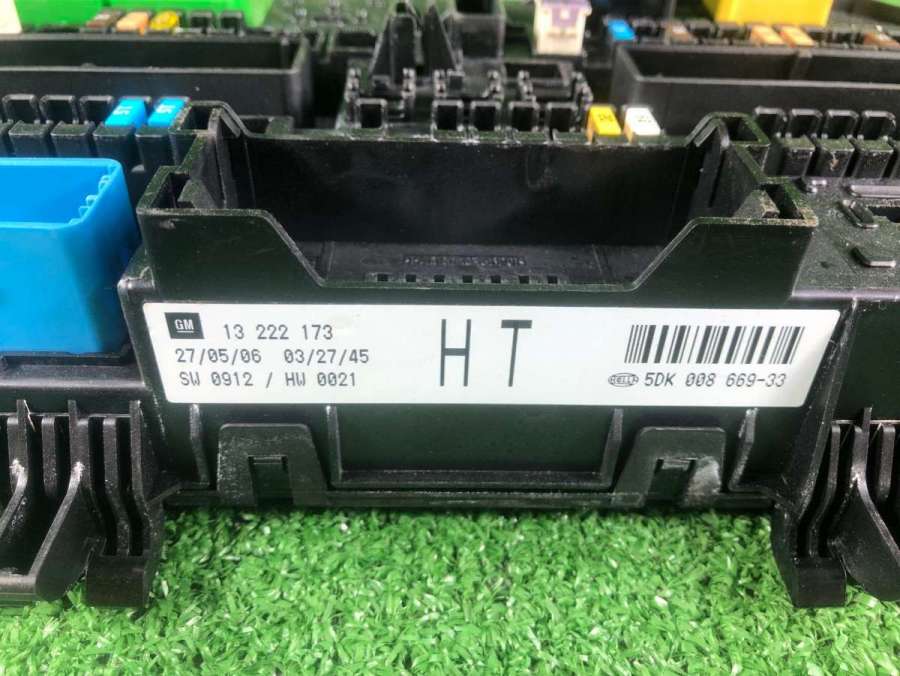 GM 13 222 173
27/05/06 03/27/45
SW 0912 / HW 0021
HT
HELLA 5DK 008 669-33